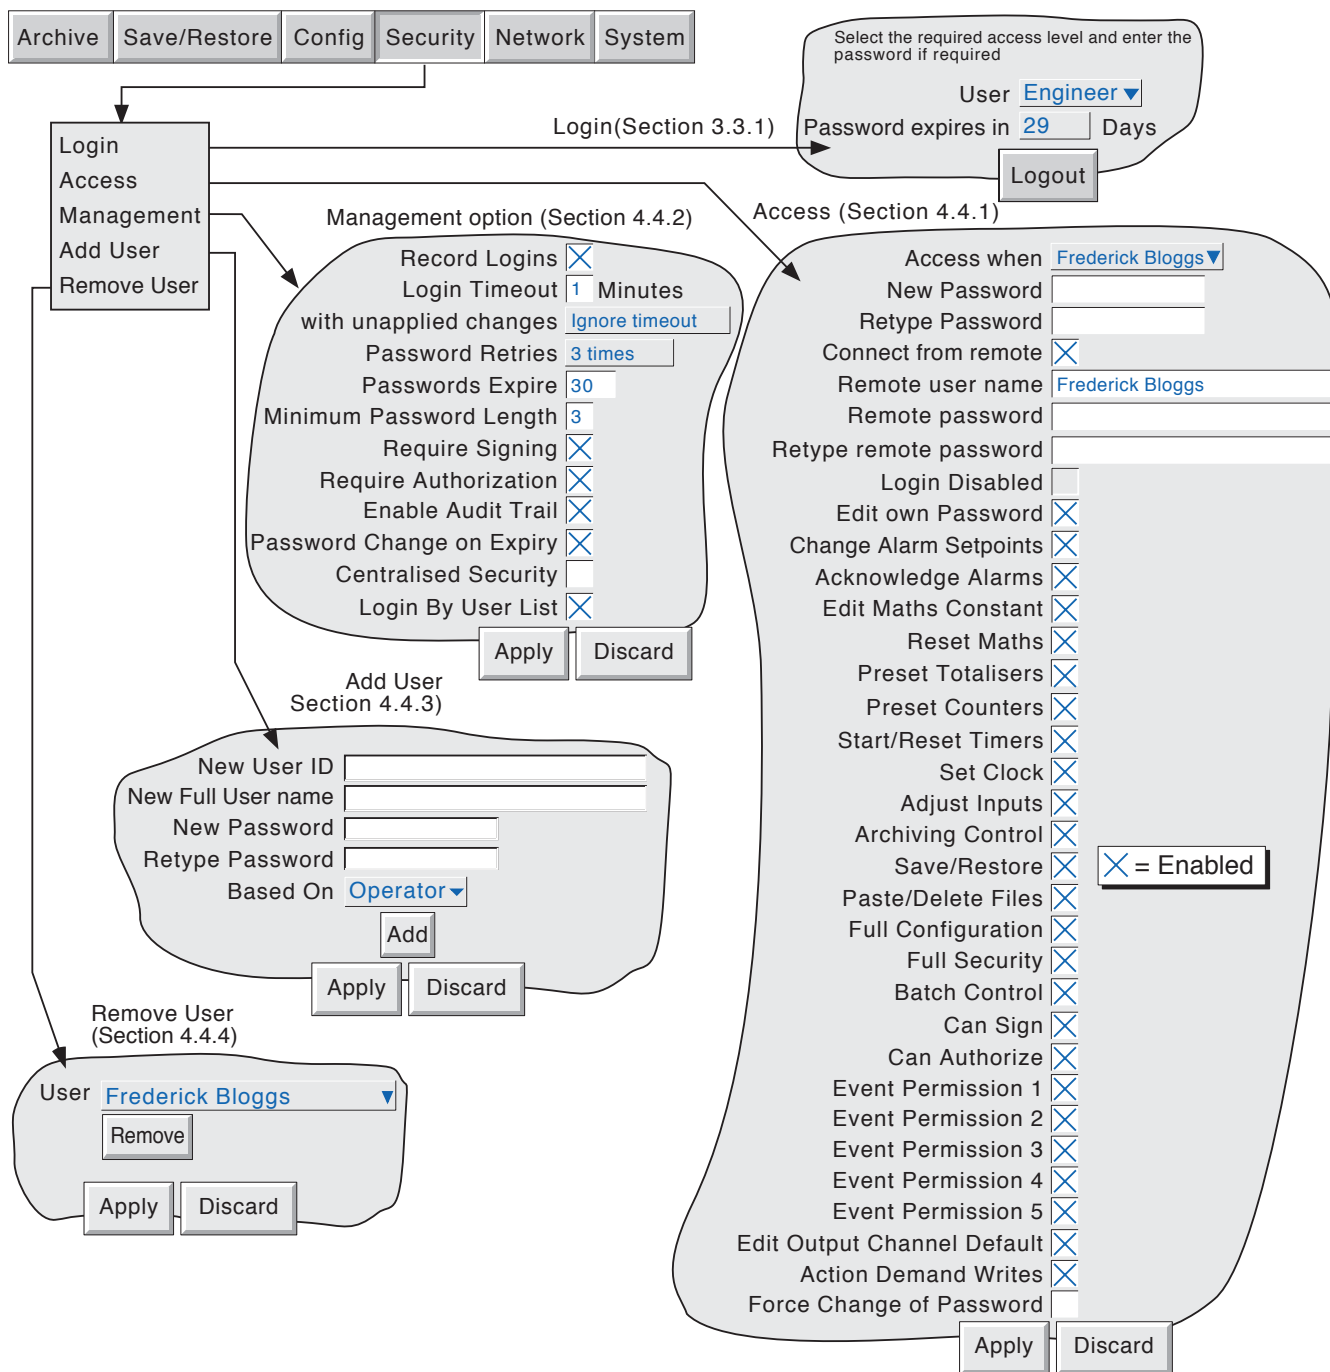 Archive Save/Restore Config Security Network System
Select the required access level and enter the
password if required
User Engineer
Password expires in 29 Days
Logout
Login(Section 3.3.1)
Login
Access
Management
Add User
Remove User
Management option (Section 4.4.2)
Record Logins
Login Timeout 1 Minutes
with unapplied changes Ignore timeout
Password Retries 3 times
Passwords Expire 30
Minimum Password Length 3
Require Signing
Require Authorization
Enable Audit Trail
Password Change on Expiry
Centralised Security
Login By User List
Apply Discard
Access (Section 4.4.1)
Access when Frederick Bloggs
New Password
Retype Password
Connect from remote
Remote user name Frederick Bloggs
Remote password
Retype remote password
Login Disabled
Edit own Password
Change Alarm Setpoints
Acknowledge Alarms
Edit Maths Constant
Reset Maths
Preset Totalisers
Preset Counters
Start/Reset Timers
Set Clock
Adjust Inputs
Archiving Control
Save/Restore
Paste/Delete Files
Full Configuration
Full Security
Batch Control
Can Sign
Can Authorize
Event Permission 1
Event Permission 2
Event Permission 3
Event Permission 4
Event Permission 5
Edit Output Channel Default
Action Demand Writes
Force Change of Password
Apply Discard
= Enabled
Add User
Section 4.4.3)
New User ID
New Full User name
New Password
Retype Password
Based On Operator
Add
Apply Discard
Remove User
(Section 4.4.4)
User Frederick Bloggs
Remove
Apply Discard